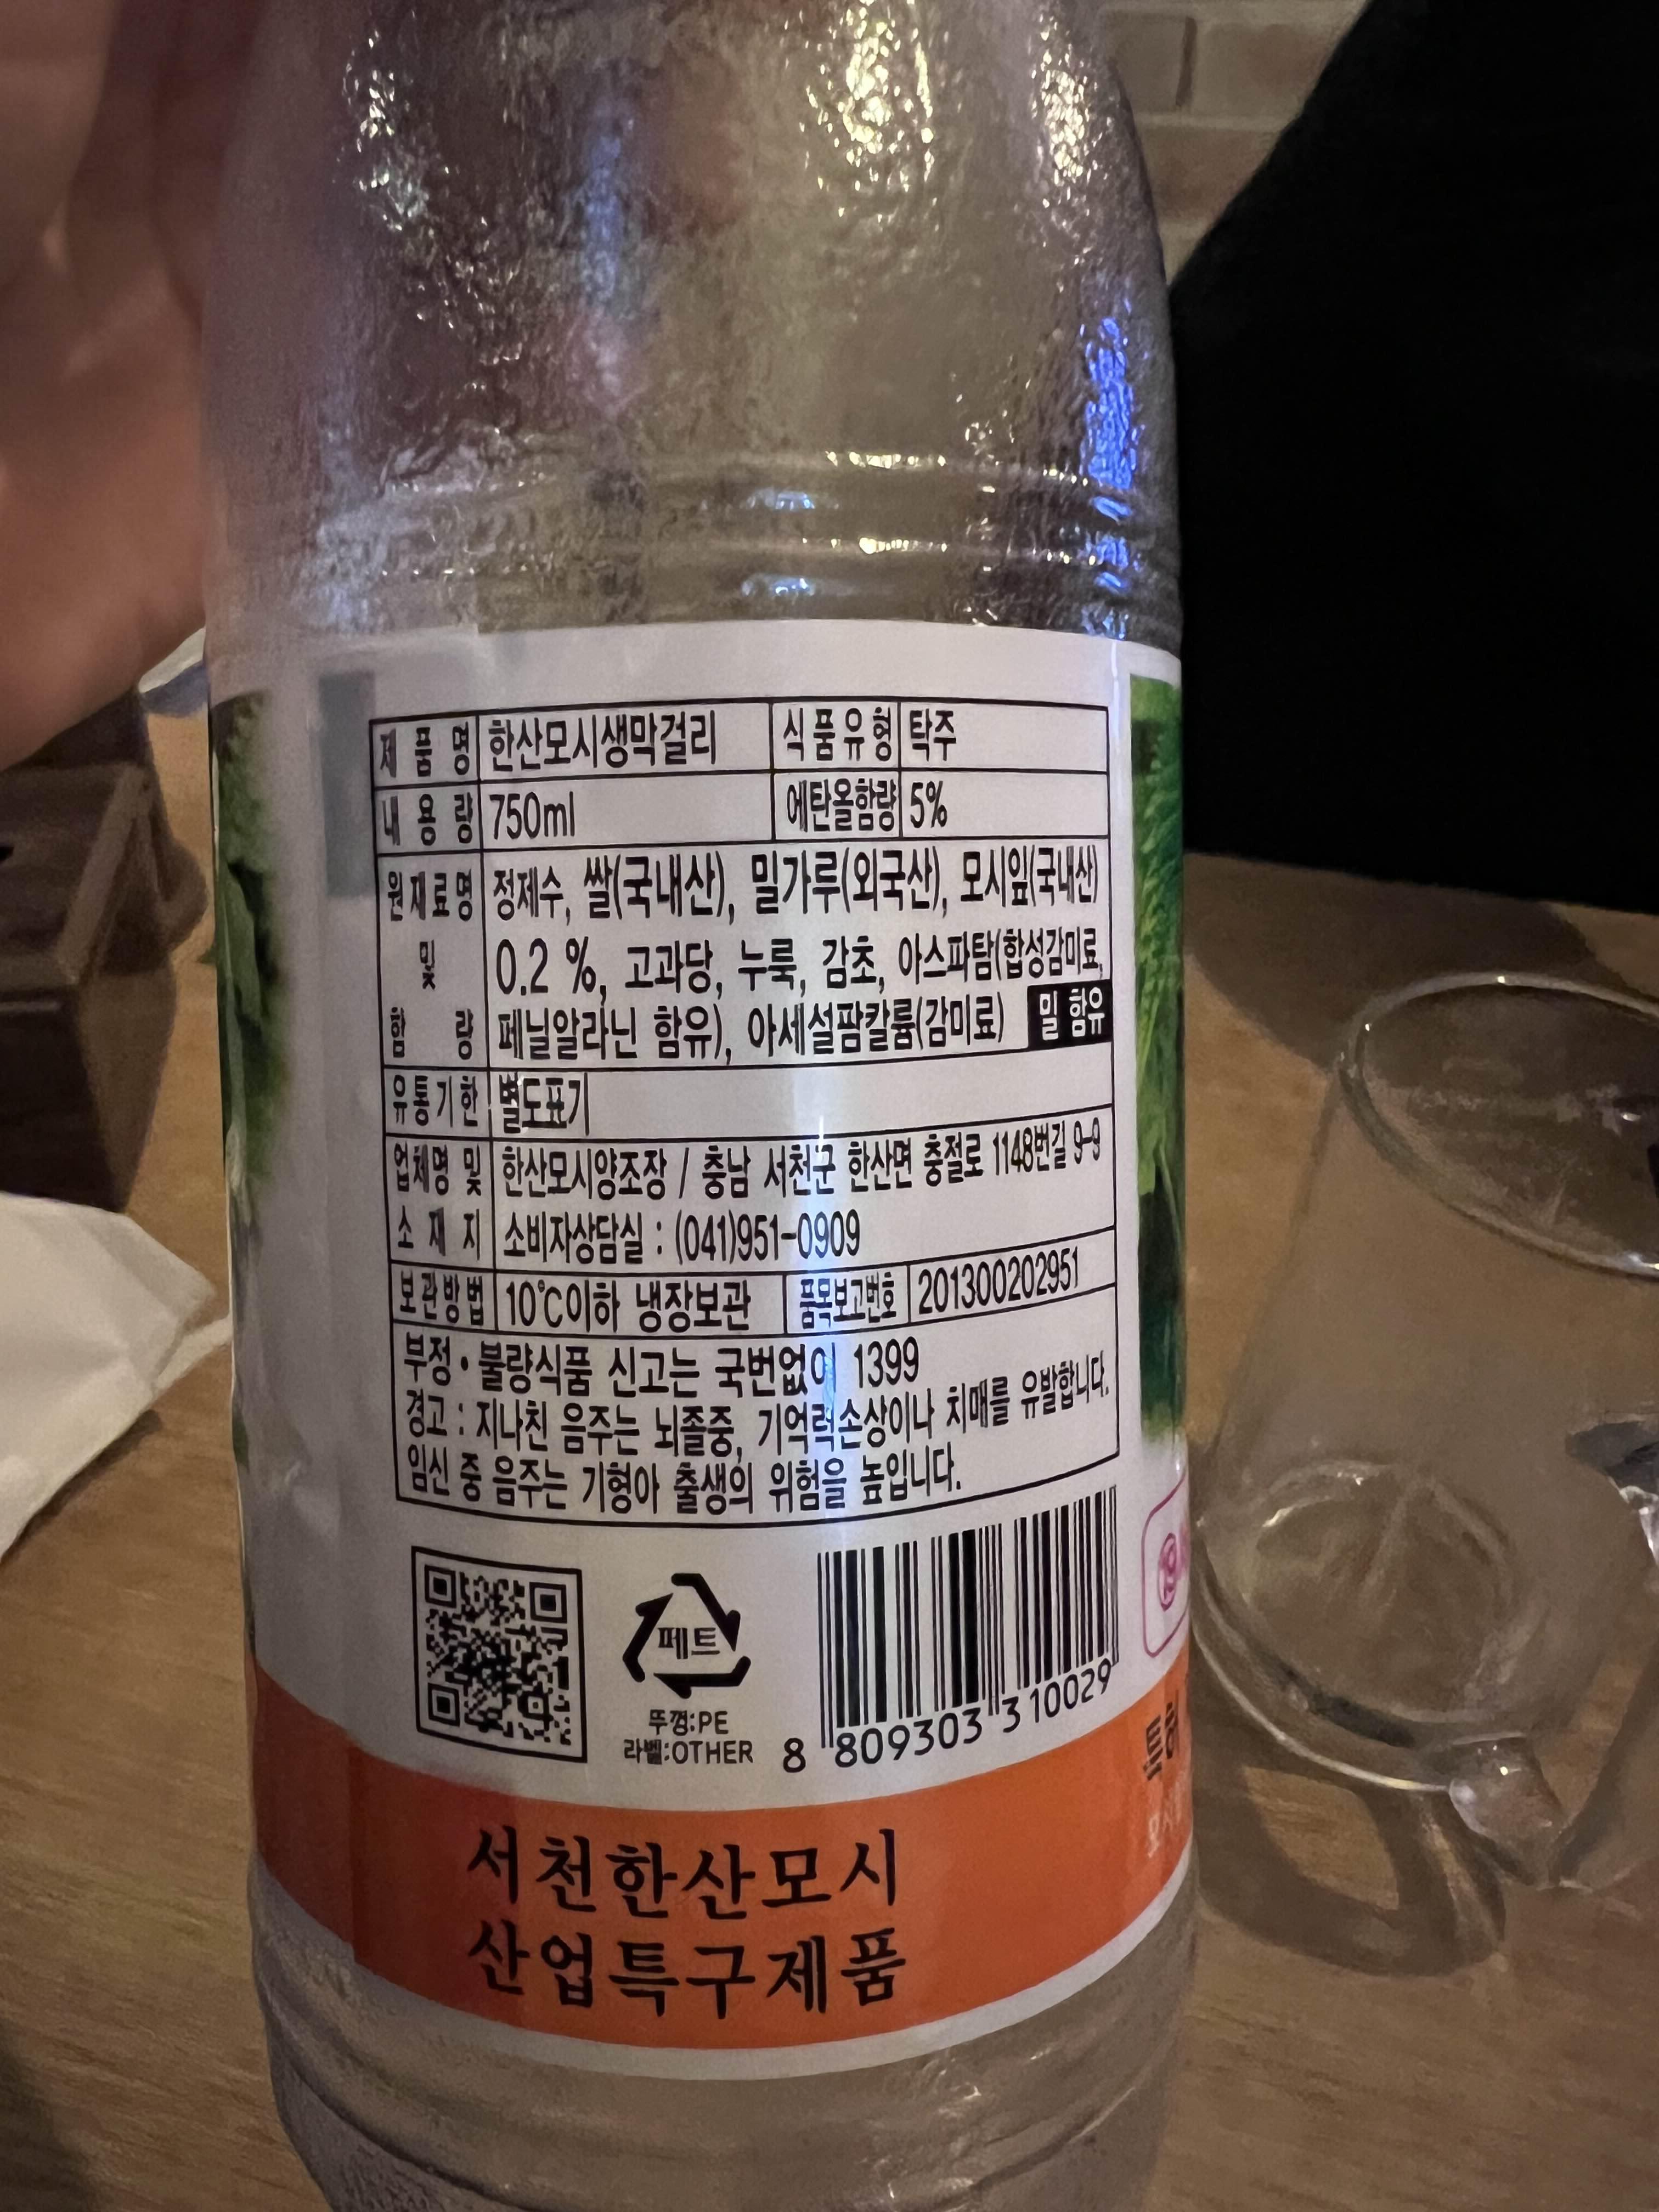 제품명 한산모시생막걸리 식품유형 탁주
내용량 750ml 에탄올함량 5%
원재료명 정제수, 쌀(국내산), 밀가루(외국산), 모시잎(국내산)
및 0.2 %, 고과당, 누룩, 감초, 아스파탐(합성감미료,
함량 페닐알라닌 함유), 아세설팜칼륨(감미료) 밀 함유
유통기한 별도표기
업체명 및 한산모시양조장 / 충남 서천군 한산면 충절로 1148번길 9-9
소재지 소비자상담실 : (041)951-0909
보관방법 10℃이하 냉장보관 품목보고번호 201300202951
부정·불량식품 신고는 국번없이 1399
경고 : 지나친 음주는 뇌졸중, 기억력손상이나 치매를 유발합니다.
임신 중 음주는 기형아 출생의 위험을 높입니다.
페트
뚜껑:PE
라벨:OTHER
8 809303 310029
특허
서천한산모시
산업특구제품